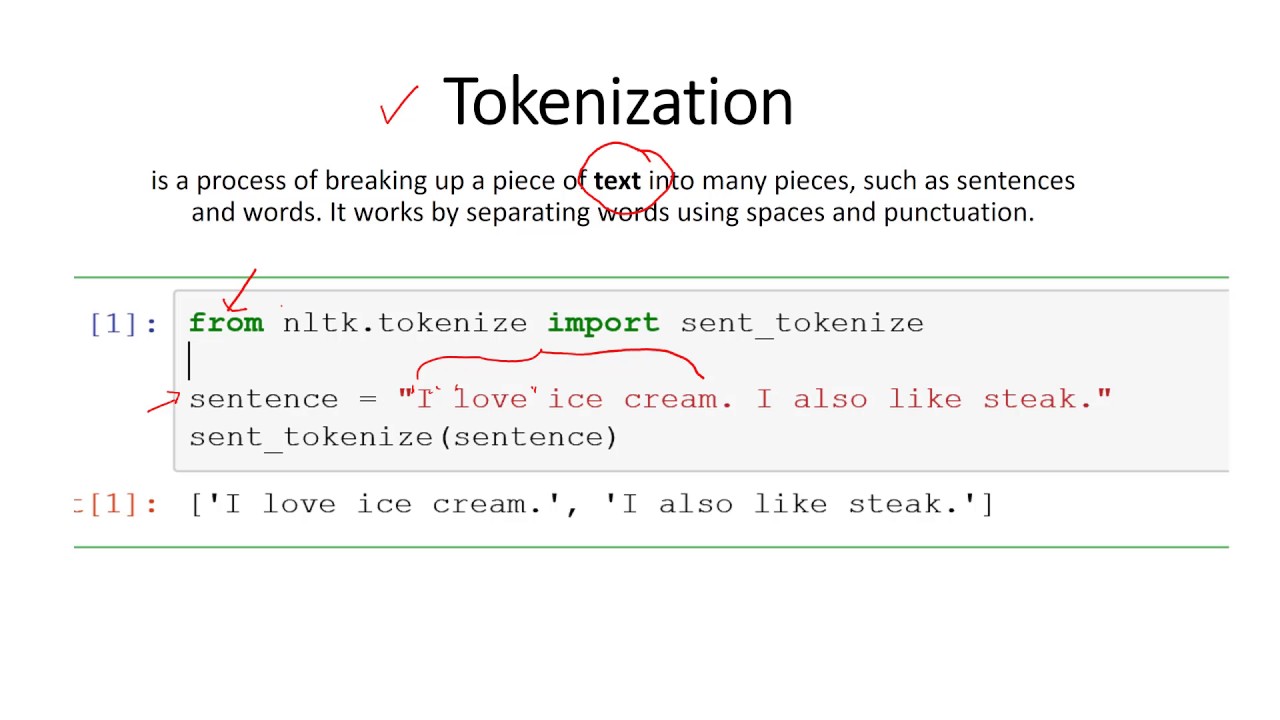 Tokenization
is a process of breaking up a piece of text into many pieces, such as sentences
and words. It works by separating words using spaces and punctuation.
[1]: from nltk.tokenize import sent_tokenize
sentence = "I love ice cream. I also like steak."
sent_tokenize(sentence)
t[1]: ['I love ice cream.', 'I also like steak.']